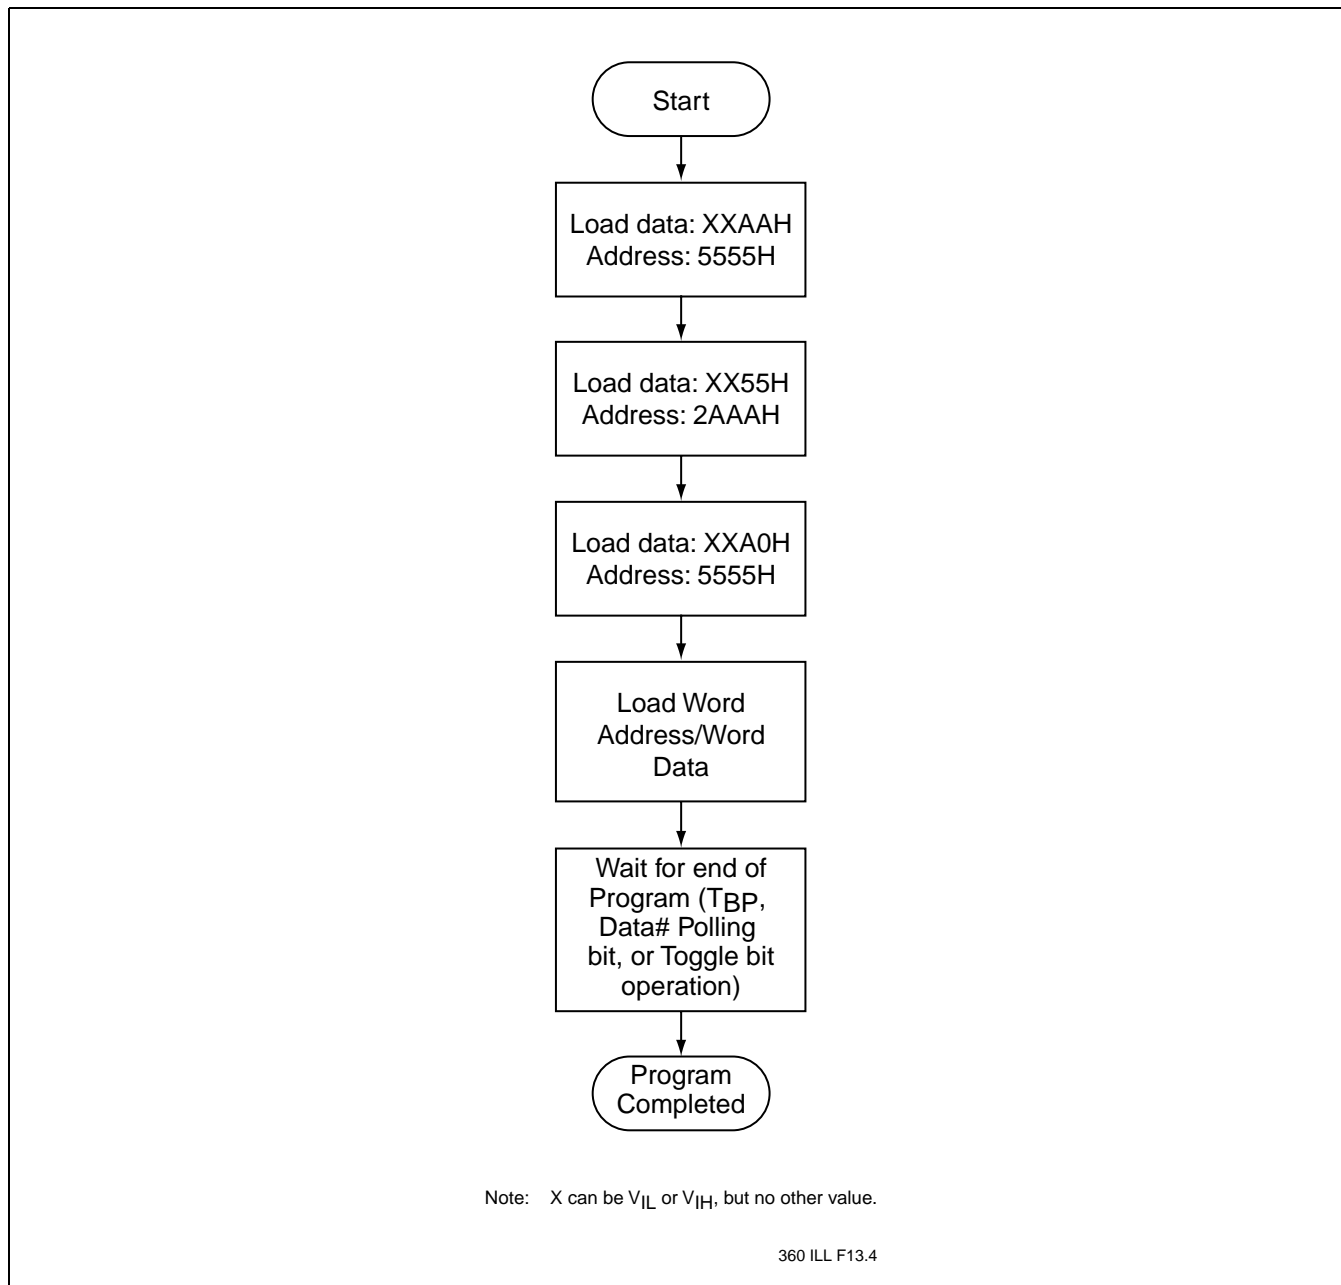 Start
Load data: XXAAH
Address: 5555H
Load data: XX55H
Address: 2AAAH
Load data: XXA0H
Address: 5555H
Load Word
Address/Word
Data
Wait for end of
Program (TBP,
Data# Polling
bit, or Toggle bit
operation)
Program
Completed
Note: X can be VIL or VIH, but no other value.
360 ILL F13.4